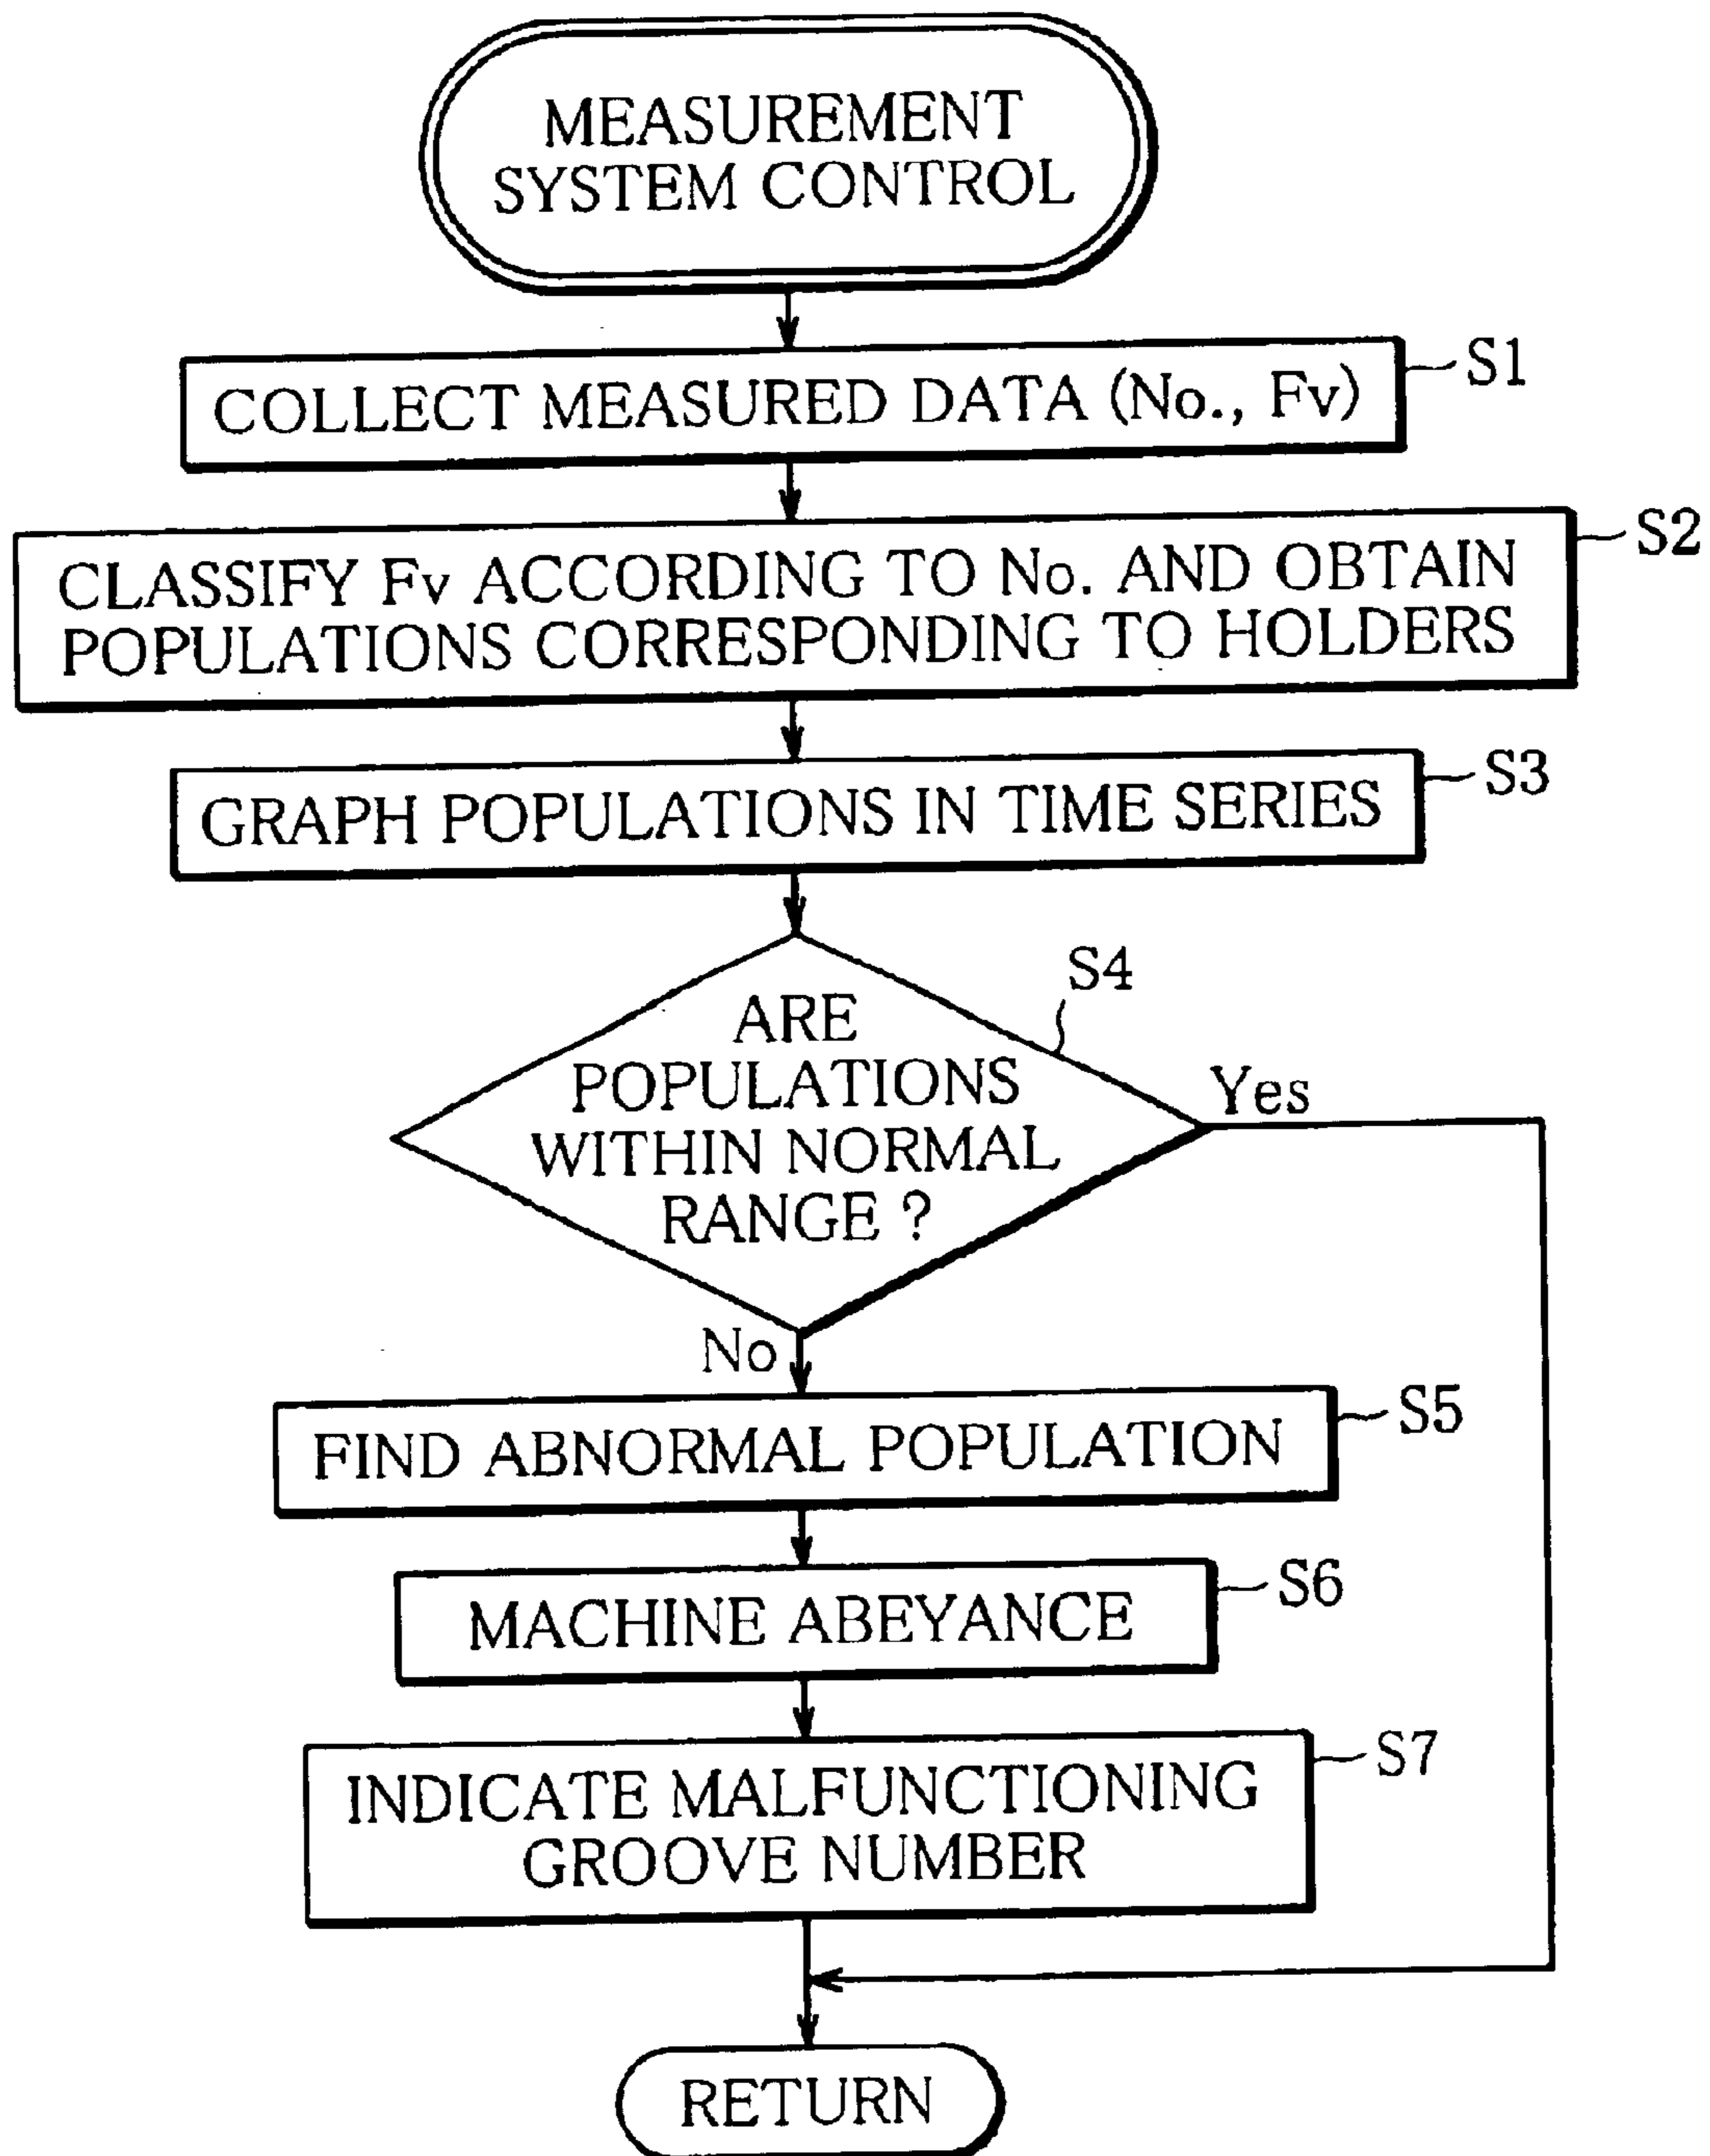 MEASUREMENT
SYSTEM CONTROL
COLLECT MEASURED DATA (No., Fv)
S1
CLASSIFY Fv ACCORDING TO No. AND OBTAIN
POPULATIONS CORRESPONDING TO HOLDERS
S2
GRAPH POPULATIONS IN TIME SERIES
S3
ARE
POPULATIONS
WITHIN NORMAL
RANGE ?
S4
Yes
No
FIND ABNORMAL POPULATION
S5
MACHINE ABEYANCE
S6
INDICATE MALFUNCTIONING
GROOVE NUMBER
S7
RETURN